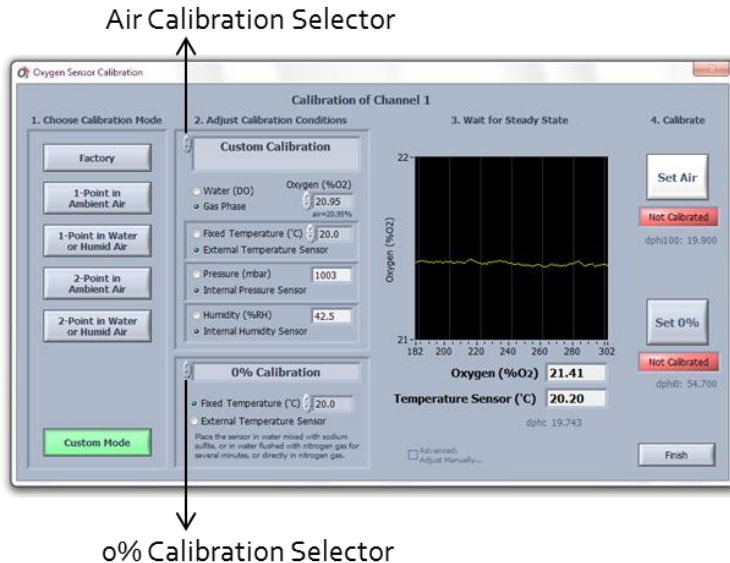 Air Calibration Selector
Oxygen Sensor Calibration
Calibration of Channel 1
1. Choose Calibration Mode
2. Adjust Calibration Conditions
3. Wait for Steady State
4. Calibrate
Factory
1-Point in
Ambient Air
1-Point in Water
or Humid Air
2-Point in
Ambient Air
2-Point in Water
or Humid Air
Custom Mode
Custom Calibration
Water (DO)
Gas Phase
Oxygen (%O2)
20.95
air=20.95%
Fixed Temperature (°C) 20.0
External Temperature Sensor
Pressure (mbar) 1003
Internal Pressure Sensor
Humidity (%RH) 42.5
Internal Humidity Sensor
0% Calibration
Fixed Temperature (°C) 20.0
External Temperature Sensor
Place the sensor in water mixed with sodium
sulfite, or in water flushed with nitrogen gas for
several minutes, or directly in nitrogen gas.
22
Oxygen (%O2)
21
182 200 220 240 260 280 302
Oxygen (%O2) 21.41
Temperature Sensor (°C) 20.20
dphc 19.743
Advanced:
Adjust Manually...
Set Air
Not Calibrated
dphi100: 19.900
Set 0%
Not Calibrated
dphi0: 54.700
Finish
0% Calibration Selector